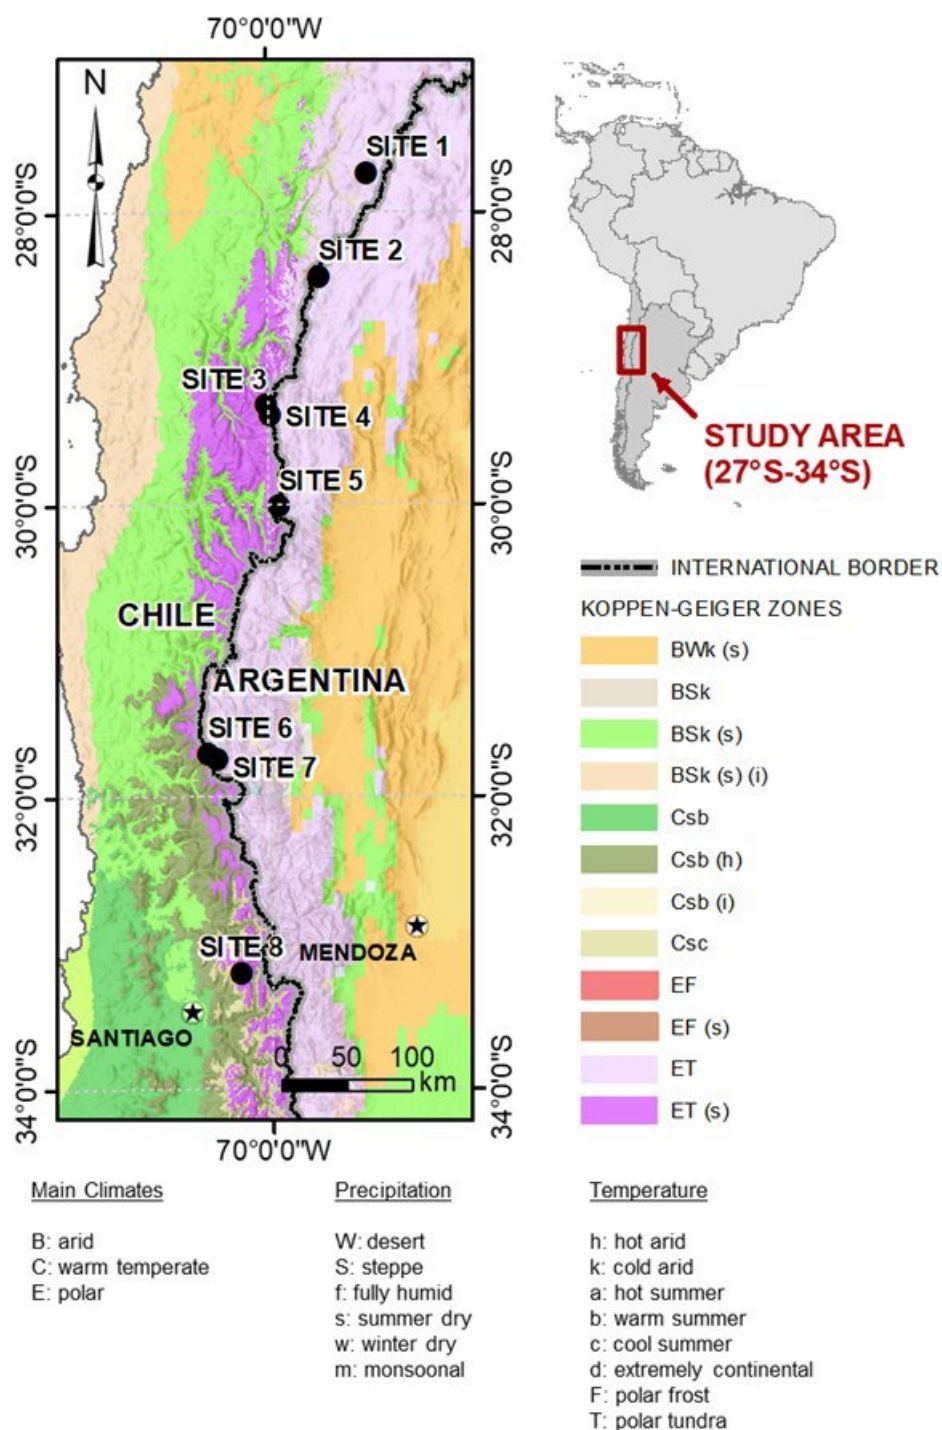 70°0'0"W
N
SITE 1
28°0'0"S
28°0'0"S
SITE 2
SITE 3
SITE 4
STUDY AREA
(27°S-34°S)
SITE 5
30°0'0"S
30°0'0"S
CHILE
ARGENTINA
SITE 6
SITE 7
32°0'0"S
32°0'0"S
SITE 8
MENDOZA
SANTIAGO
0 50 100
km
34°0'0"S
34°0'0"S
70°0'0"W
INTERNATIONAL BORDER
KOPPEN-GEIGER ZONES
BWk (s)
BSk
BSk (s)
BSk (s) (i)
Csb
Csb (h)
Csb (i)
Csc
EF
EF (s)
ET
ET (s)
Main Climates
B: arid
C: warm temperate
E: polar
Precipitation
W: desert
S: steppe
f: fully humid
s: summer dry
w: winter dry
m: monsoonal
Temperature
h: hot arid
k: cold arid
a: hot summer
b: warm summer
c: cool summer
d: extremely continental
F: polar frost
T: polar tundra